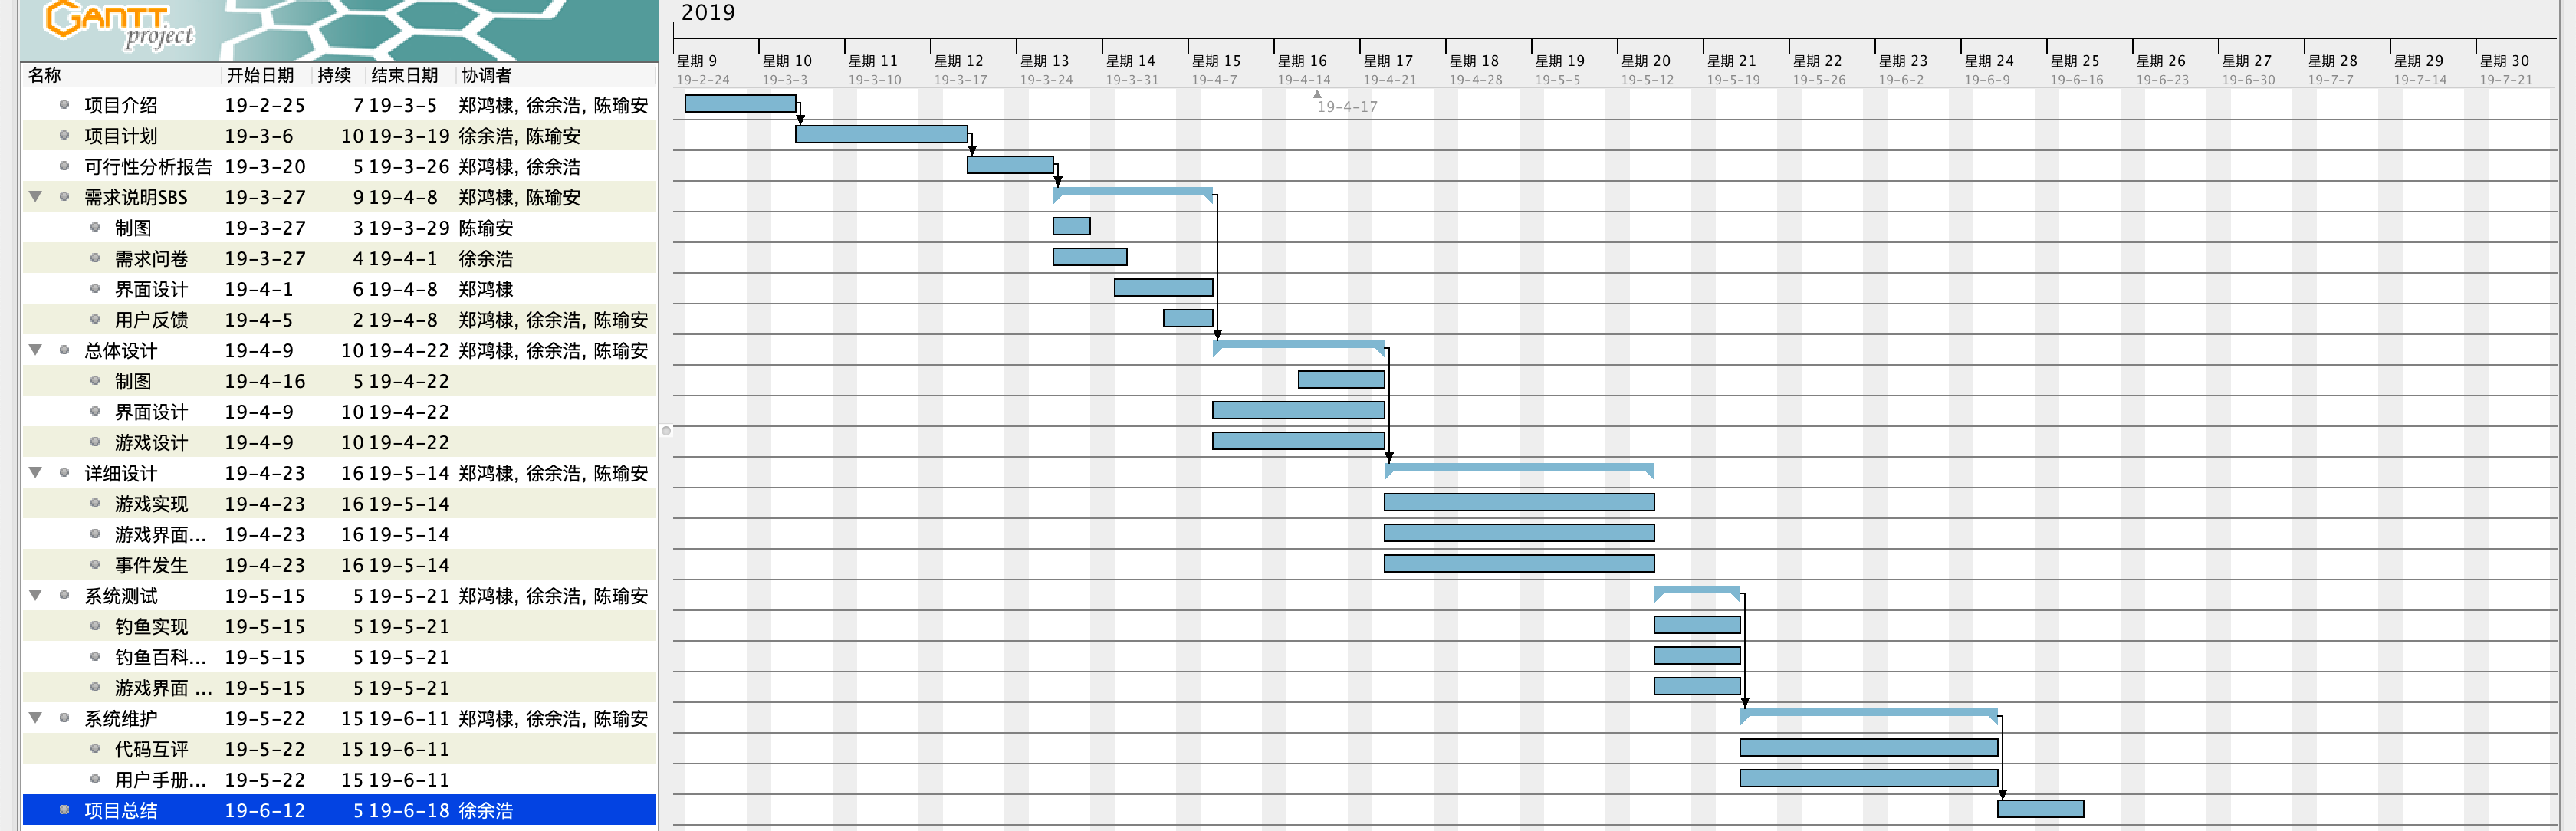 GANTT
project
2019
星期 9 星期 10 星期 11 星期 12 星期 13 星期 14 星期 15 星期 16 星期 17 星期 18 星期 19 星期 20 星期 21 星期 22 星期 23 星期 24 星期 25 星期 26 星期 27 星期 28 星期 29 星期 30
19-2-24 19-3-3 19-3-10 19-3-17 19-3-24 19-3-31 19-4-7 19-4-14 19-4-21 19-4-28 19-5-5 19-5-12 19-5-19 19-5-26 19-6-2 19-6-9 19-6-16 19-6-23 19-6-30 19-7-7 19-7-14 19-7-21
19-4-17
名称 开始日期 持续 结束日期 协调者
项目介绍 19-2-25 7 19-3-5 郑鸿棣, 徐余浩, 陈瑜安
项目计划 19-3-6 10 19-3-19 徐余浩, 陈瑜安
可行性分析报告 19-3-20 5 19-3-26 郑鸿棣, 徐余浩
需求说明SBS 19-3-27 9 19-4-8 郑鸿棣, 陈瑜安
制图 19-3-27 3 19-3-29 陈瑜安
需求问卷 19-3-27 4 19-4-1 徐余浩
界面设计 19-4-1 6 19-4-8 郑鸿棣
用户反馈 19-4-5 2 19-4-8 郑鸿棣, 徐余浩, 陈瑜安
总体设计 19-4-9 10 19-4-22 郑鸿棣, 徐余浩, 陈瑜安
制图 19-4-16 5 19-4-22
界面设计 19-4-9 10 19-4-22
游戏设计 19-4-9 10 19-4-22
详细设计 19-4-23 16 19-5-14 郑鸿棣, 徐余浩, 陈瑜安
游戏实现 19-4-23 16 19-5-14
游戏界面... 19-4-23 16 19-5-14
事件发生 19-4-23 16 19-5-14
系统测试 19-5-15 5 19-5-21 郑鸿棣, 徐余浩, 陈瑜安
钓鱼实现 19-5-15 5 19-5-21
钓鱼百科... 19-5-15 5 19-5-21
游戏界面 ... 19-5-15 5 19-5-21
系统维护 19-5-22 15 19-6-11 郑鸿棣, 徐余浩, 陈瑜安
代码互评 19-5-22 15 19-6-11
用户手册... 19-5-22 15 19-6-11
项目总结 19-6-12 5 19-6-18 徐余浩